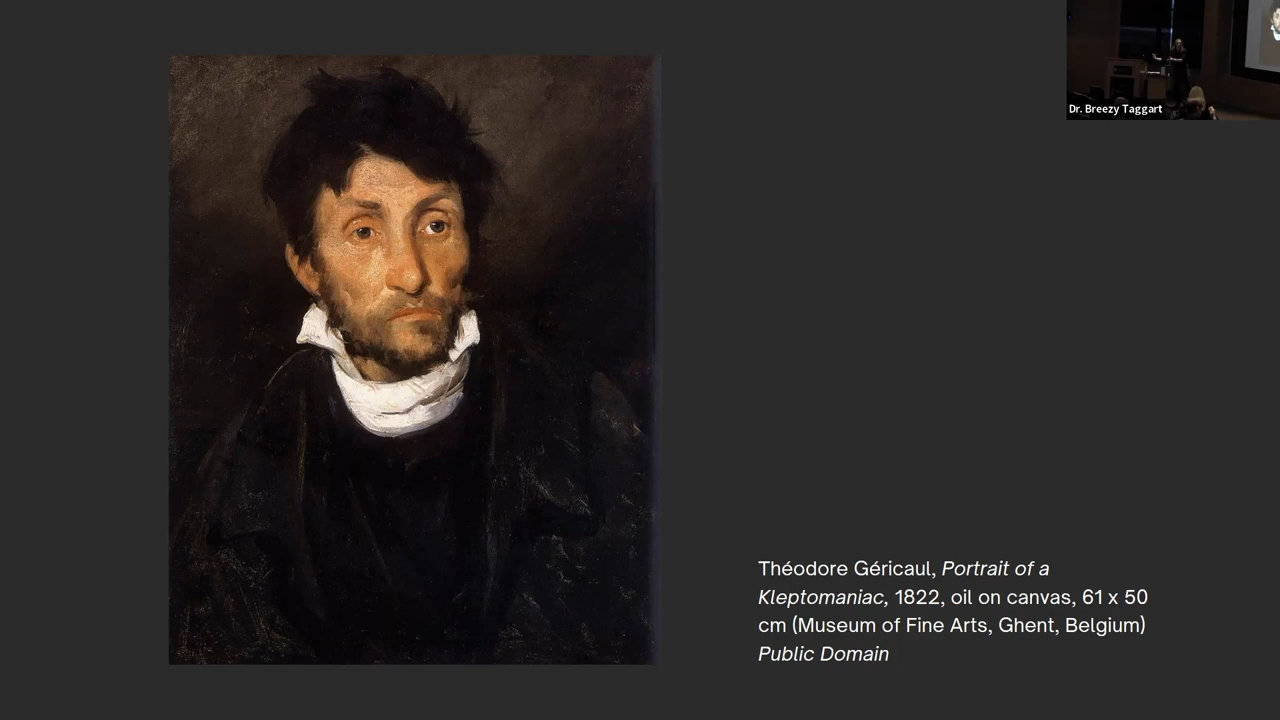 Dr. Breezy Taggart
Théodore Géricaul, Portrait of a
Kleptomaniac, 1822, oil on canvas, 61 x 50
cm (Museum of Fine Arts, Ghent, Belgium)
Public Domain